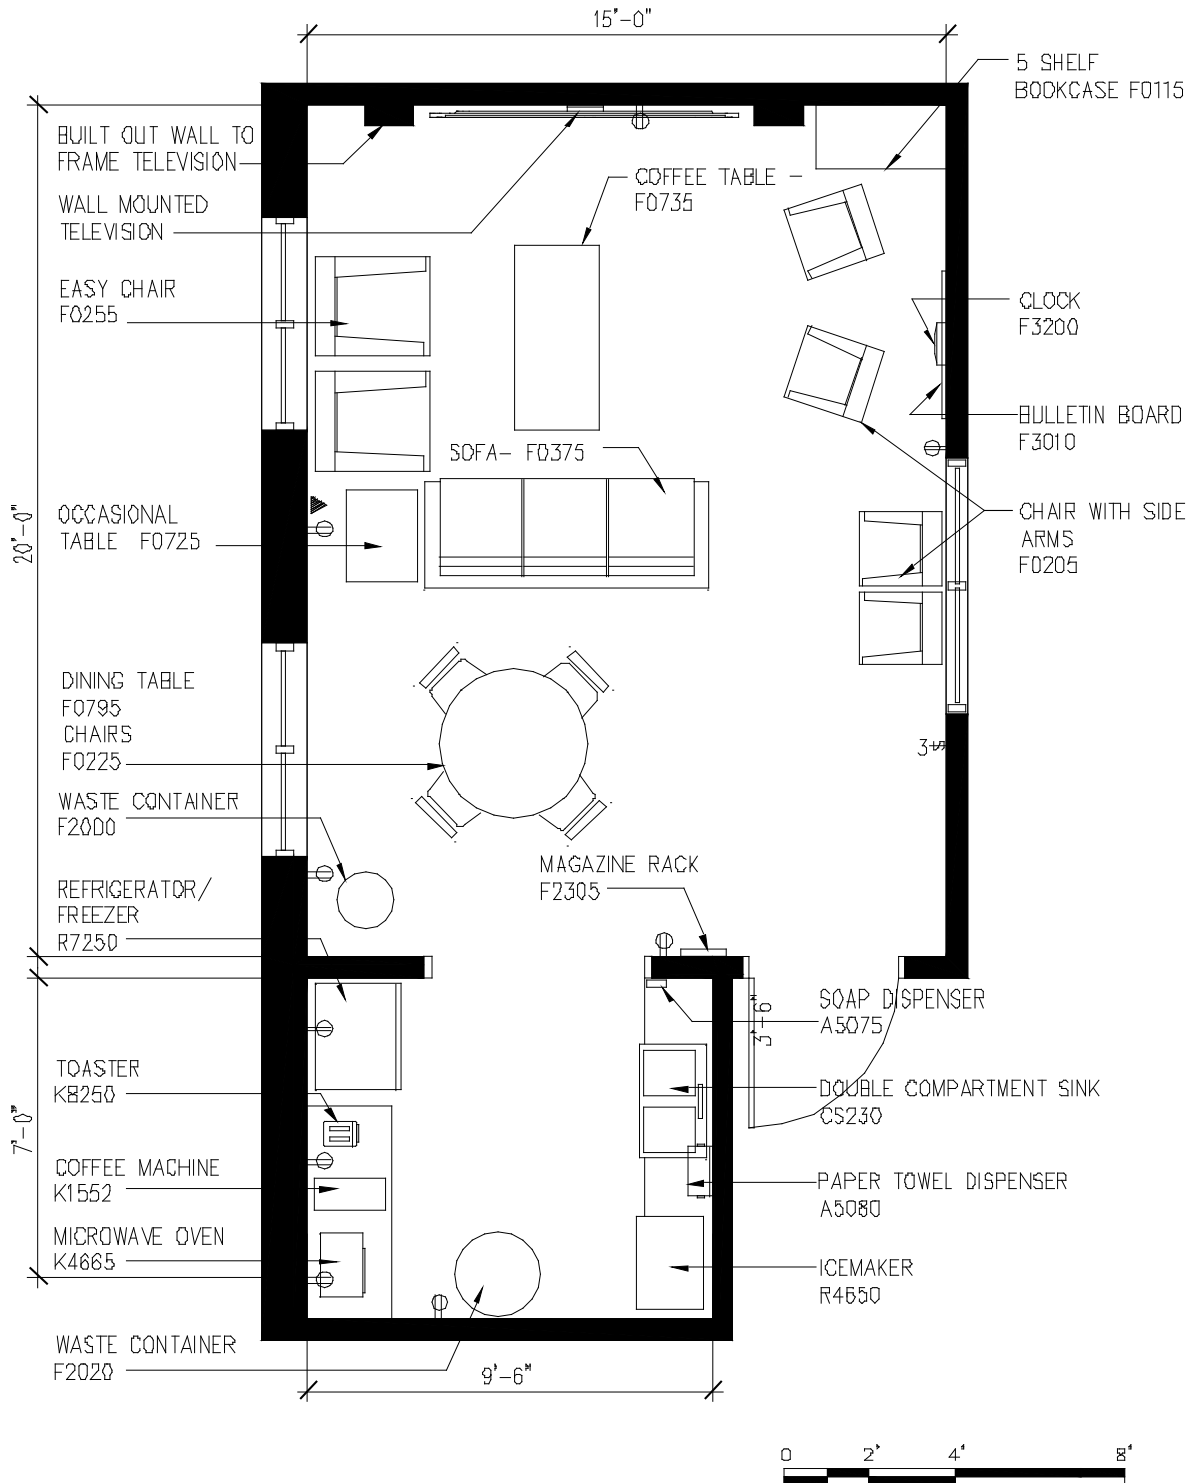 15'-0"
5 SHELF
BOOKCASE F0115
BUILT OUT WALL TO
FRAME TELEVISION
COFFEE TABLE -
F0735
WALL MOUNTED
TELEVISION
EASY CHAIR
F0255
CLOCK
F3200
BULLETIN BOARD
F3010
SOFA- F0375
20'-0"
OCCASIONAL
TABLE F0725
CHAIR WITH SIDE
ARMS
F0205
DINING TABLE
F0795
CHAIRS
F0225
3
WASTE CONTAINER
F2000
MAGAZINE RACK
F2305
REFRIGERATOR/
FREEZER
R7250
SOAP DISPENSER
A5075
3'-6"
TOASTER
K8250
DOUBLE COMPARTMENT SINK
CS230
7'-0"
COFFEE MACHINE
K1552
PAPER TOWEL DISPENSER
A5080
MICROWAVE OVEN
K4665
ICEMAKER
R4650
WASTE CONTAINER
F2020
9'-6"
0 2' 4' 8'